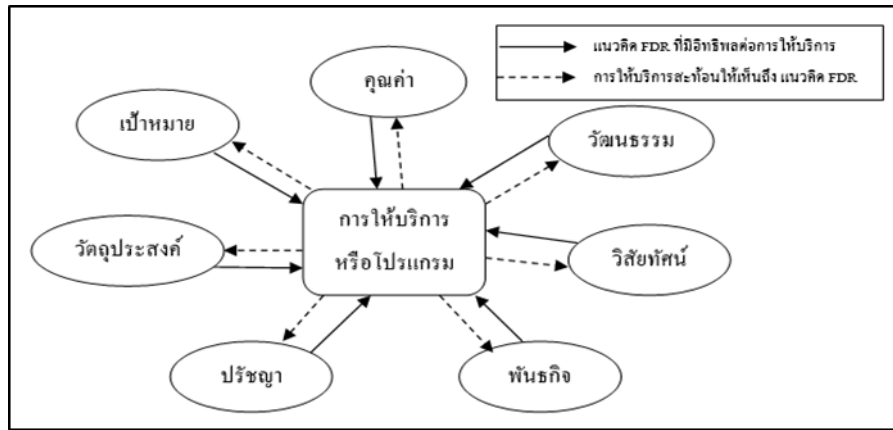 แนวคิด FDR ที่มีอิทธิพลต่อการให้บริการ
การให้บริการสะท้อนให้เห็นถึง แนวคิด FDR
คุณค่า
เป้าหมาย
วัฒนธรรม
การให้บริการ
หรือโปรแกรม
วัตถุประสงค์
วิสัยทัศน์
ปรัชญา
พันธกิจ